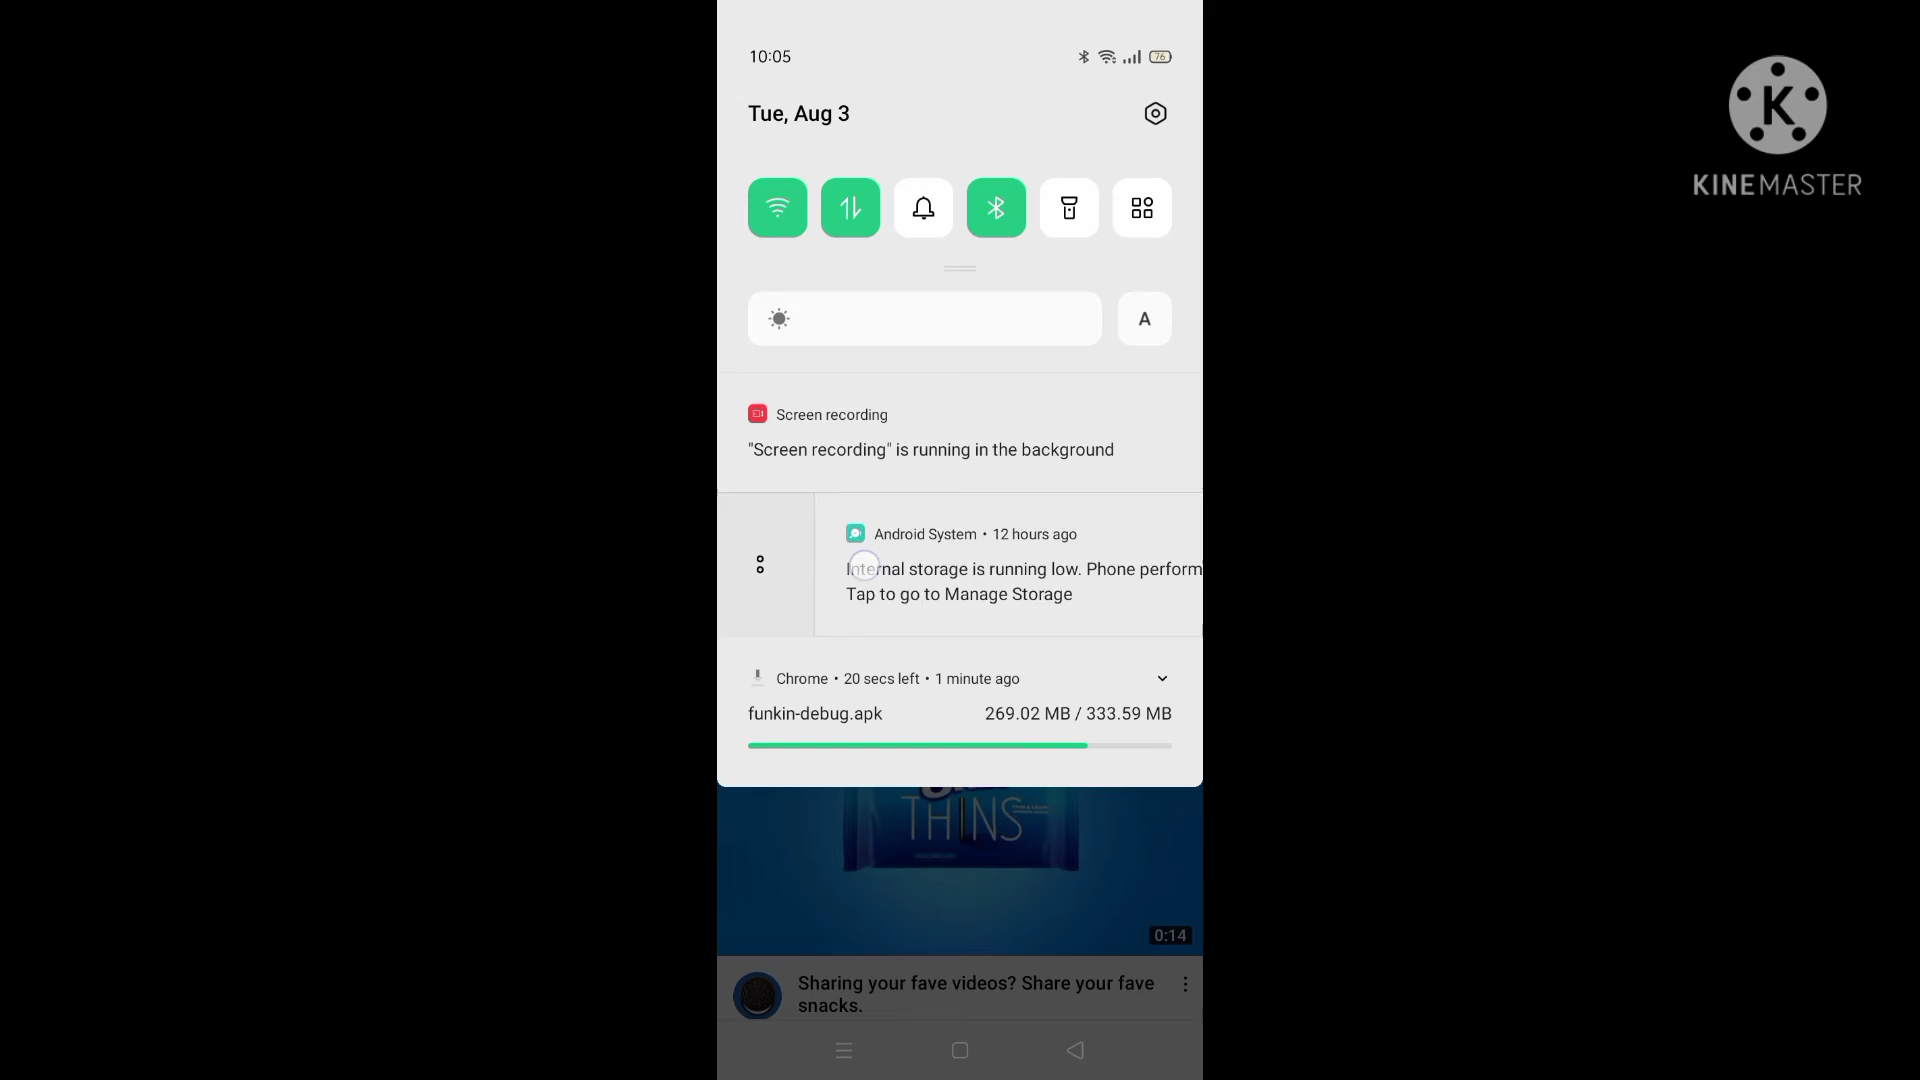 10:05
76
Tue, Aug 3
A
Screen recording
"Screen recording" is running in the background
Android System • 12 hours ago
Internal storage is running low. Phone perform
Tap to go to Manage Storage
Chrome • 20 secs left • 1 minute ago
funkin-debug.apk 269.02 MB / 333.59 MB
THINS
0:14
Sharing your fave videos? Share your fave
snacks.
K
KINEMASTER